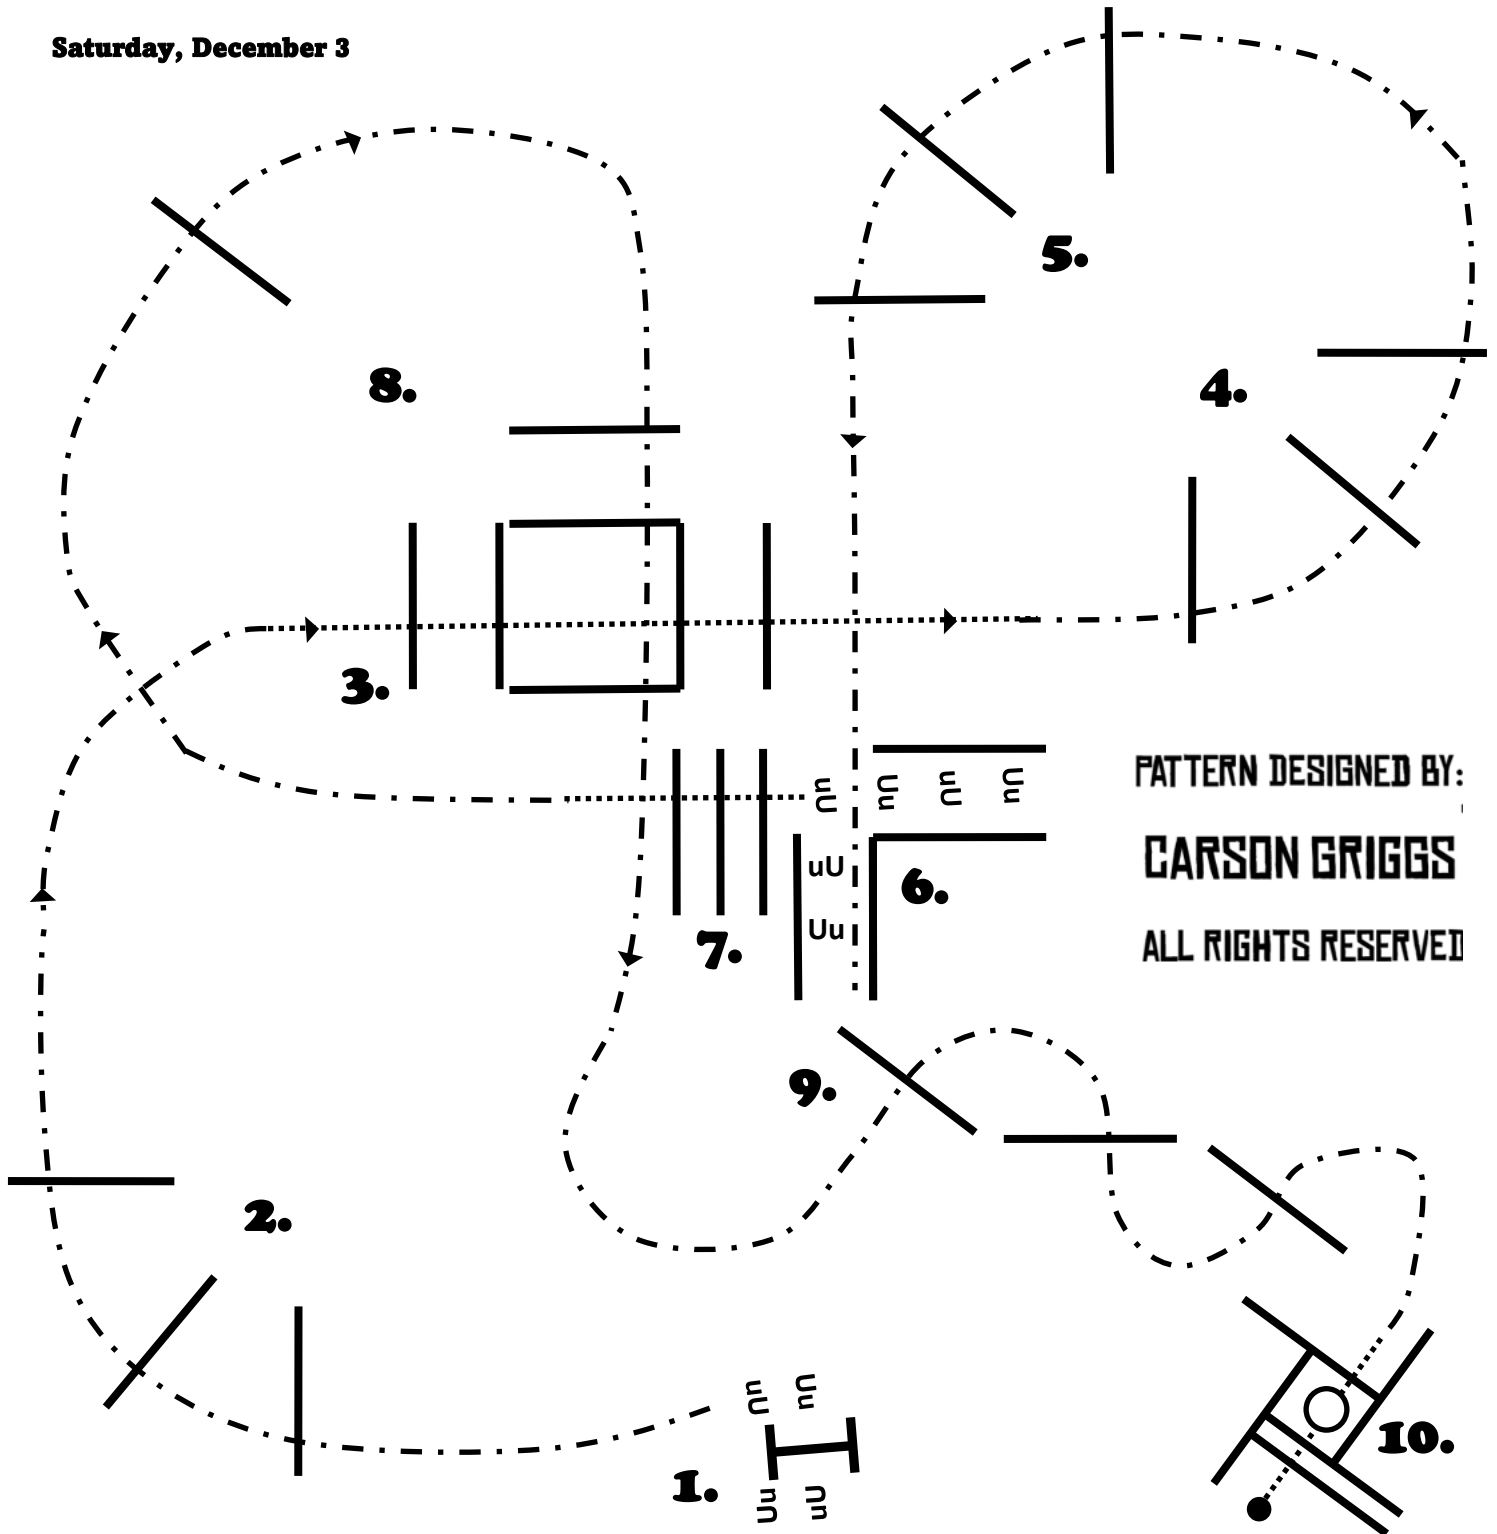 Saturday, December 3
5.
8.
4.
3.
PATTERN DESIGNED BY:
CARSON GRIGGS
6.
ALL RIGHTS RESERVED
7.
9.
2.
10.
1.